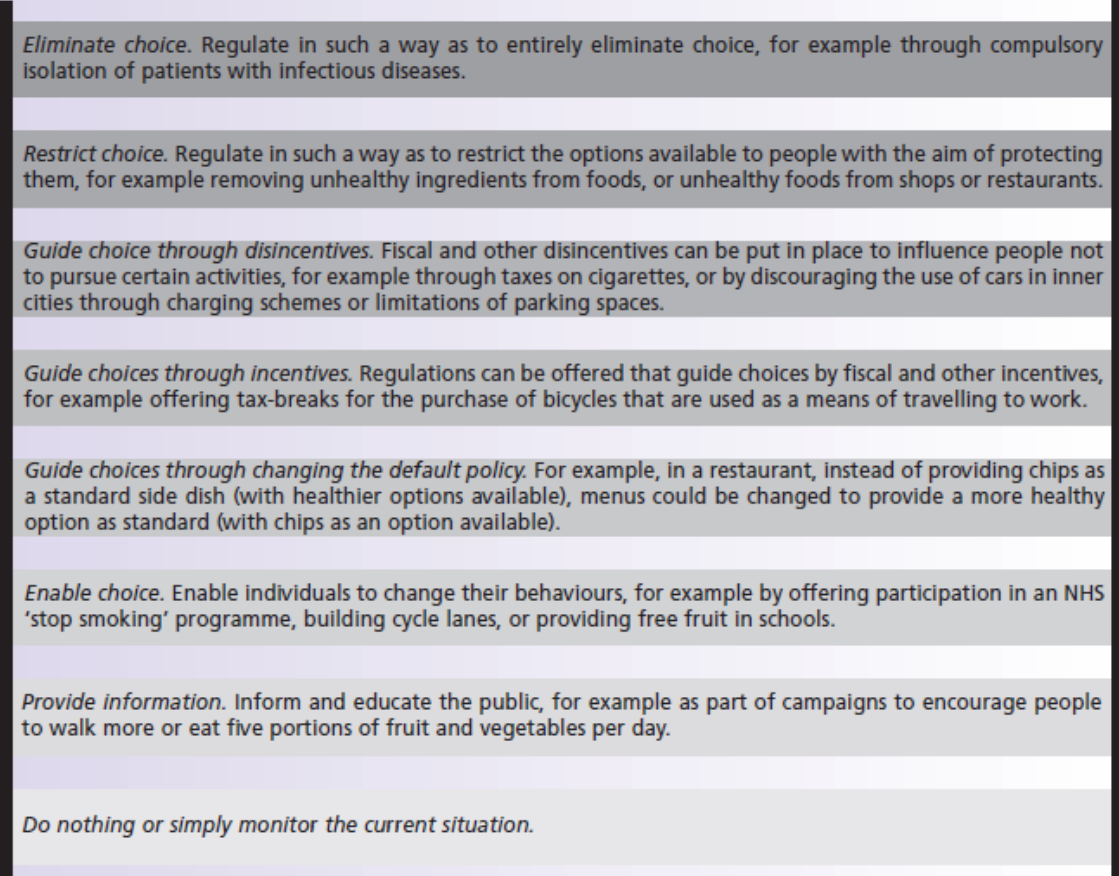 Eliminate choice. Regulate in such a way as to entirely eliminate choice, for example through compulsory
isolation of patients with infectious diseases.
Restrict choice. Regulate in such a way as to restrict the options available to people with the aim of protecting
them, for example removing unhealthy ingredients from foods, or unhealthy foods from shops or restaurants.
Guide choice through disincentives. Fiscal and other disincentives can be put in place to influence people not
to pursue certain activities, for example through taxes on cigarettes, or by discouraging the use of cars in inner
cities through charging schemes or limitations of parking spaces.
Guide choices through incentives. Regulations can be offered that guide choices by fiscal and other incentives,
for example offering tax-breaks for the purchase of bicycles that are used as a means of travelling to work.
Guide choices through changing the default policy. For example, in a restaurant, instead of providing chips as
a standard side dish (with healthier options available), menus could be changed to provide a more healthy
option as standard (with chips as an option available).
Enable choice. Enable individuals to change their behaviours, for example by offering participation in an NHS
‘stop smoking’ programme, building cycle lanes, or providing free fruit in schools.
Provide information. Inform and educate the public, for example as part of campaigns to encourage people
to walk more or eat five portions of fruit and vegetables per day.
Do nothing or simply monitor the current situation.